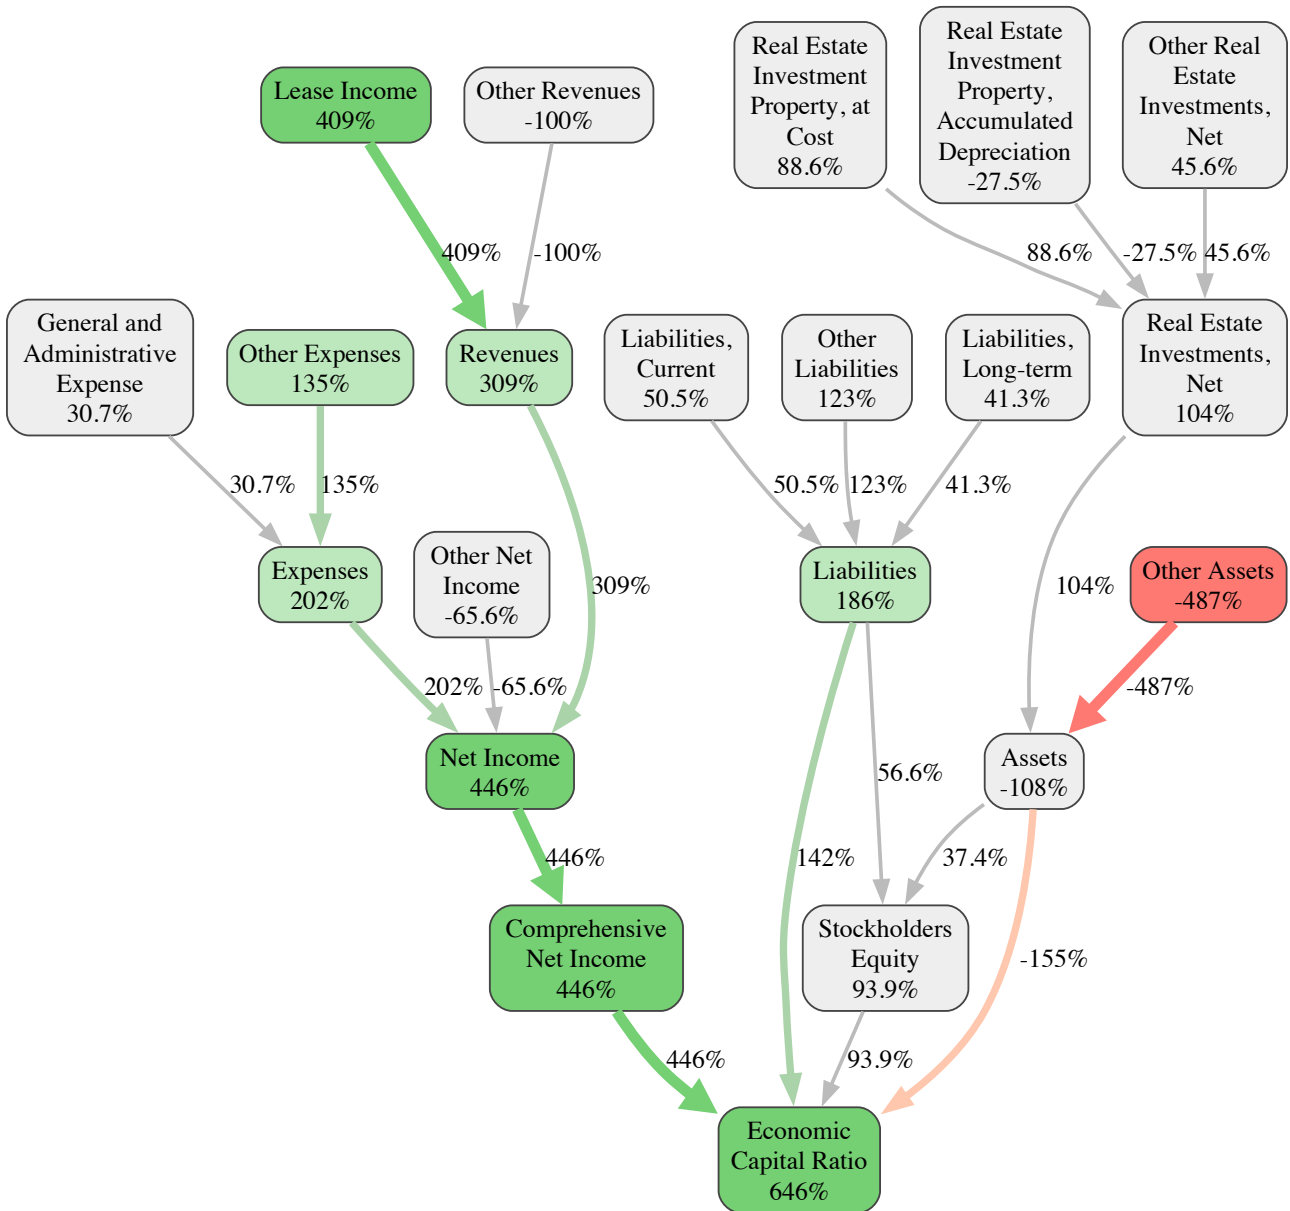 Real Estate
Investment
Property, at
Cost
88.6%
Real Estate
Investment
Property,
Accumulated
Depreciation
-27.5%
Other Real
Estate
Investments,
Net
45.6%
Lease Income
409%
Other Revenues
-100%
409%
-100%
88.6%
-27.5%
45.6%
General and
Administrative
Expense
30.7%
Other Expenses
135%
Revenues
309%
Liabilities,
Current
50.5%
Other
Liabilities
123%
Liabilities,
Long-term
41.3%
Real Estate
Investments,
Net
104%
30.7%
135%
50.5%
123%
41.3%
Expenses
202%
Other Net
Income
-65.6%
309%
Liabilities
186%
104%
Other Assets
-487%
202%
-65.6%
-487%
Net Income
446%
56.6%
Assets
-108%
446%
142%
37.4%
Comprehensive
Net Income
446%
Stockholders
Equity
93.9%
-155%
446%
93.9%
Economic
Capital Ratio
646%